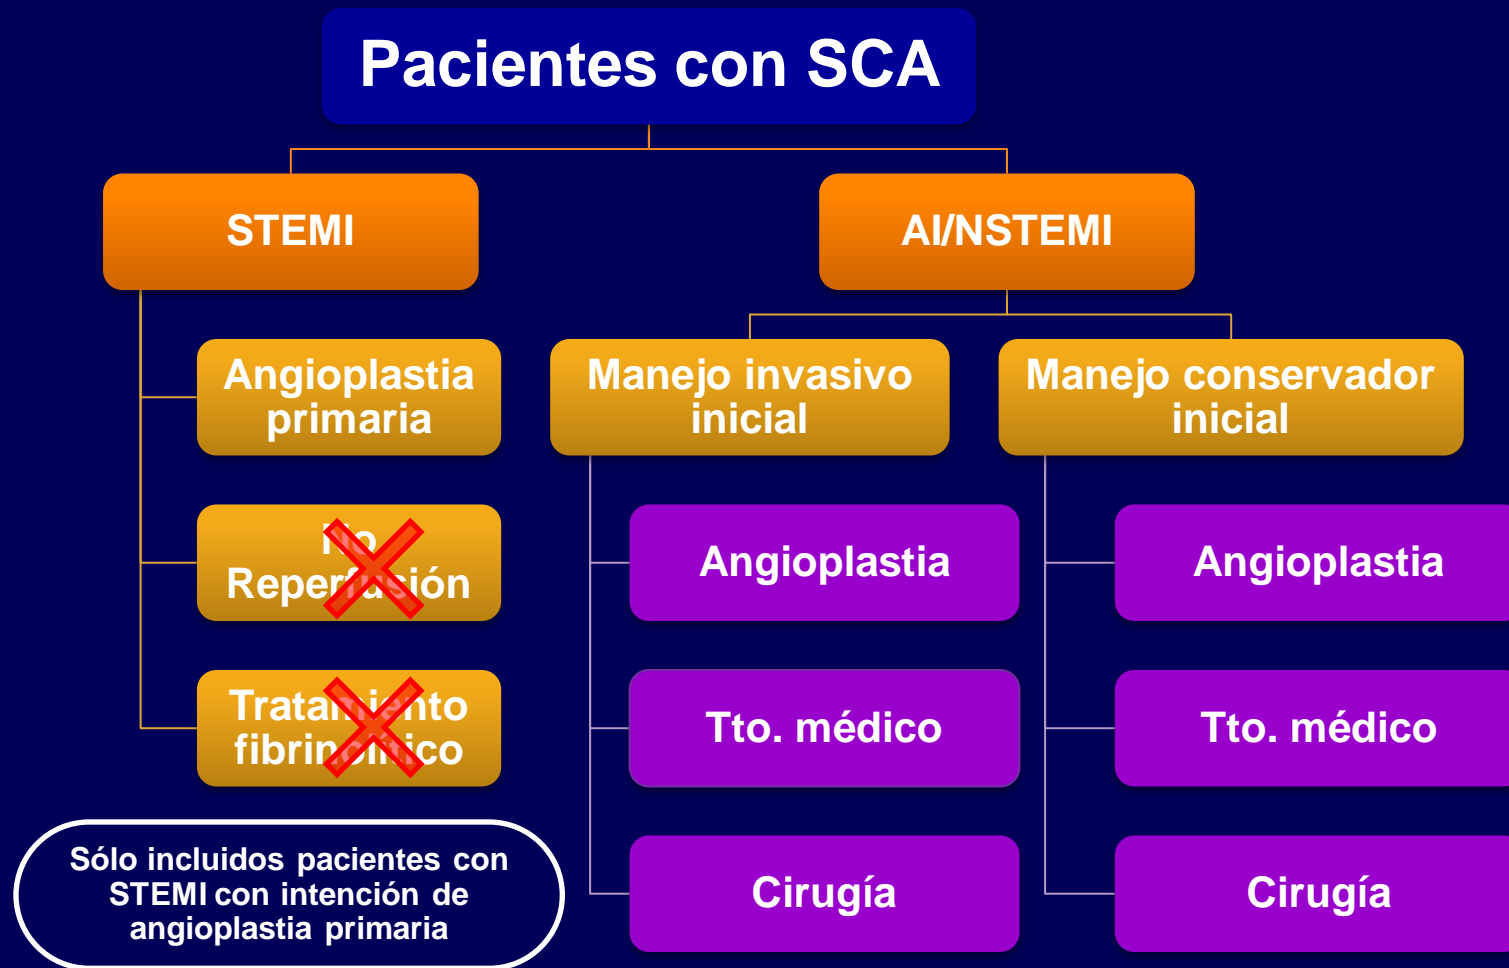 Pacientes con SCA
STEMI
AI/NSTEMI
Angioplastia
primaria
No
Reperfusión
Tratamiento
fibrinolítico
Sólo incluidos pacientes con
STEMI con intención de
angioplastia primaria
Manejo invasivo
inicial
Angioplastia
Tto. médico
Cirugía
Manejo conservador
inicial
Angioplastia
Tto. médico
Cirugía